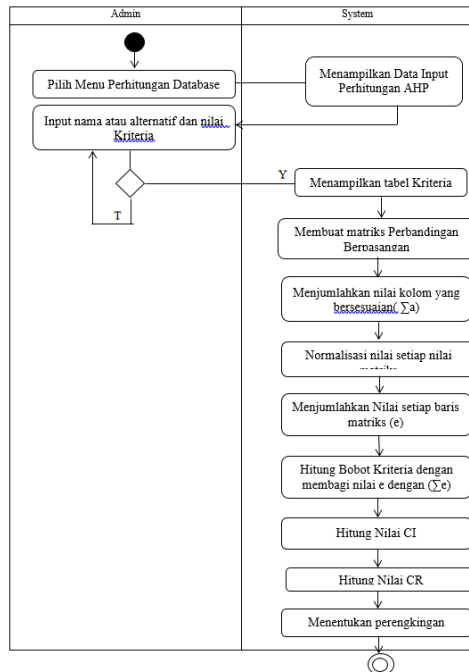 Admin
System
Pilih Menu Perhitungan Database
Menampilkan Data Input
Perhitungan AHP
Input nama atau alternatif dan nilai
Kriteria
Y
T
Menampilkan tabel Kriteria
Membuat matriks Perbandingan
Berpasangan
Menjumlahkan nilai kolom yang
bersesuaian( ∑a)
Normalisasi nilai setiap nilai
matriks
Menjumlahkan Nilai setiap baris
matriks (e)
Hitung Bobot Kriteria dengan
membagi nilai e dengan (∑e)
Hitung Nilai CI
Hitung Nilai CR
Menentukan perengkingan